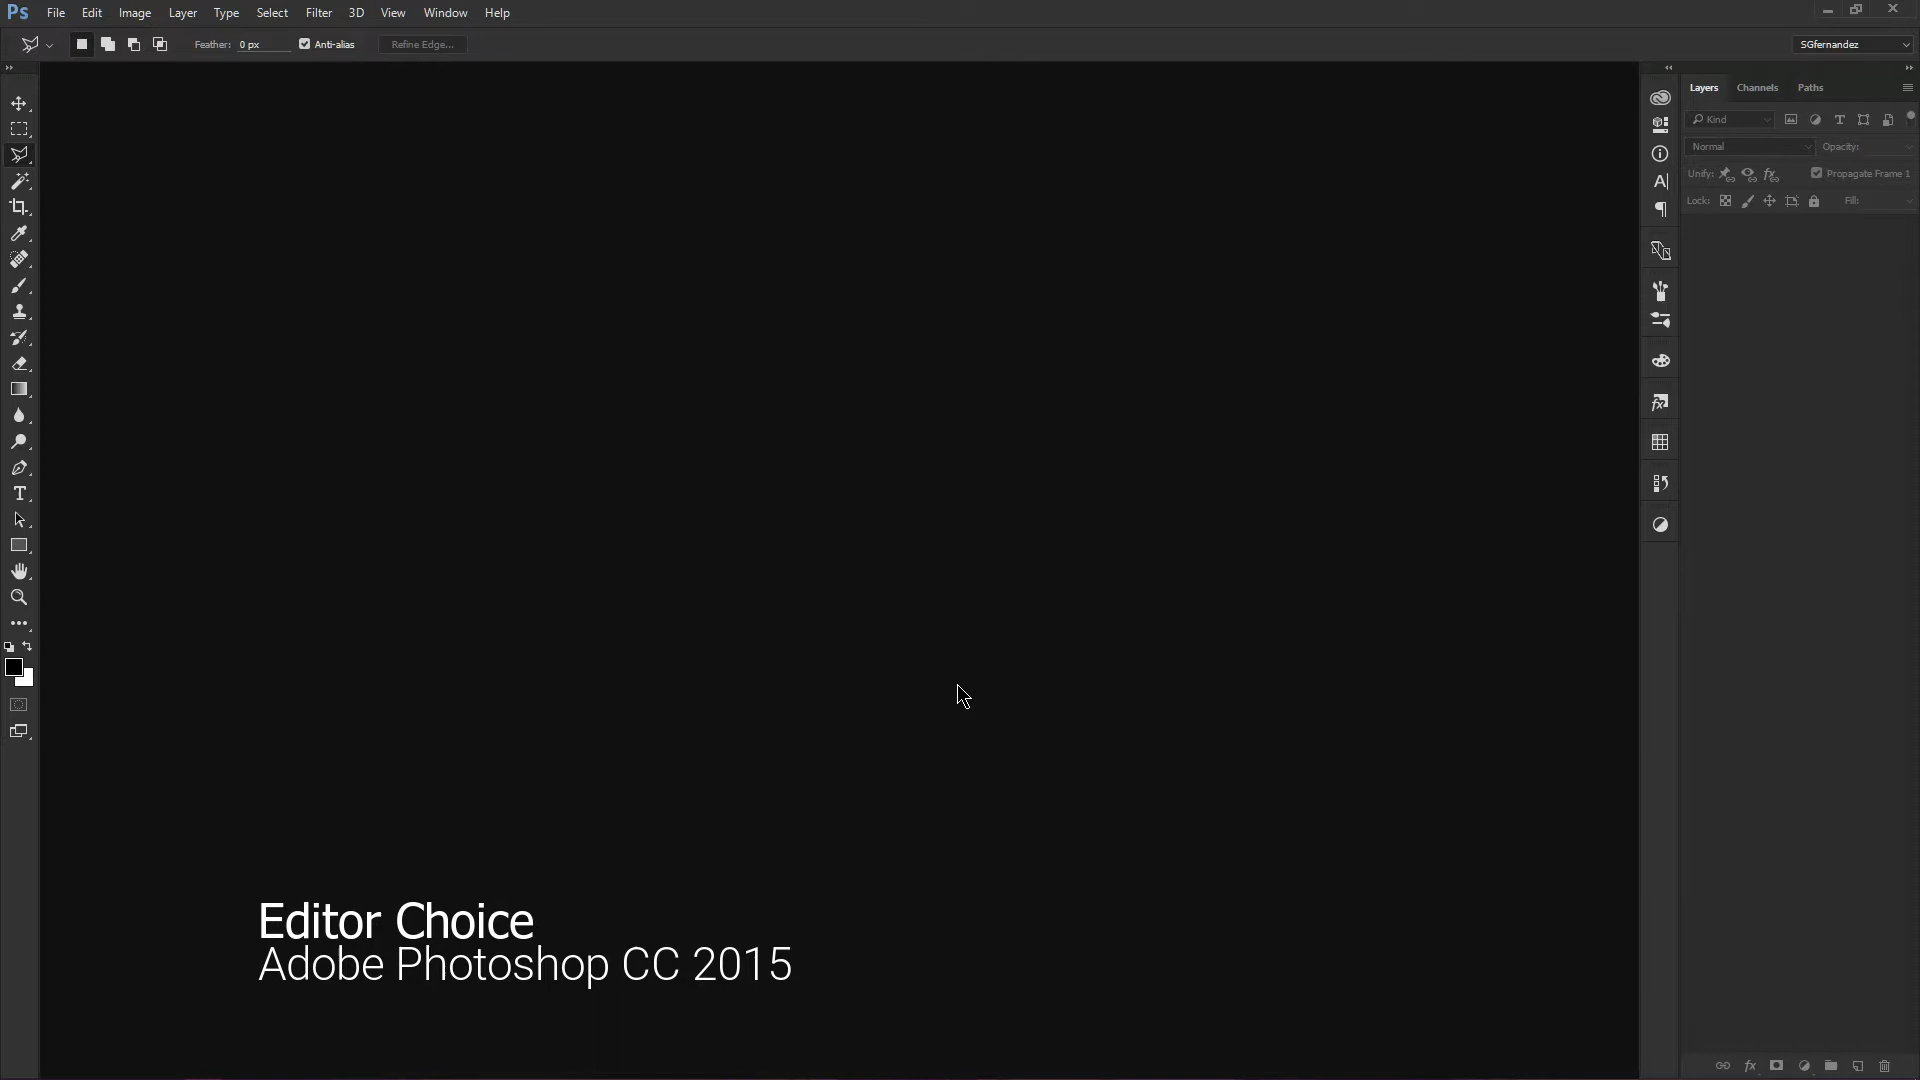 Ps File Edit Image Layer Type Select Filter 3D View Window Help
Feather: 0 px Anti-alias Refine Edge... SGfernandez
Layers Channels Paths
Kind
Normal Opacity:
Unify: Propagate Frame 1
Lock: Fill:
Editor Choice
Adobe Photoshop CC 2015